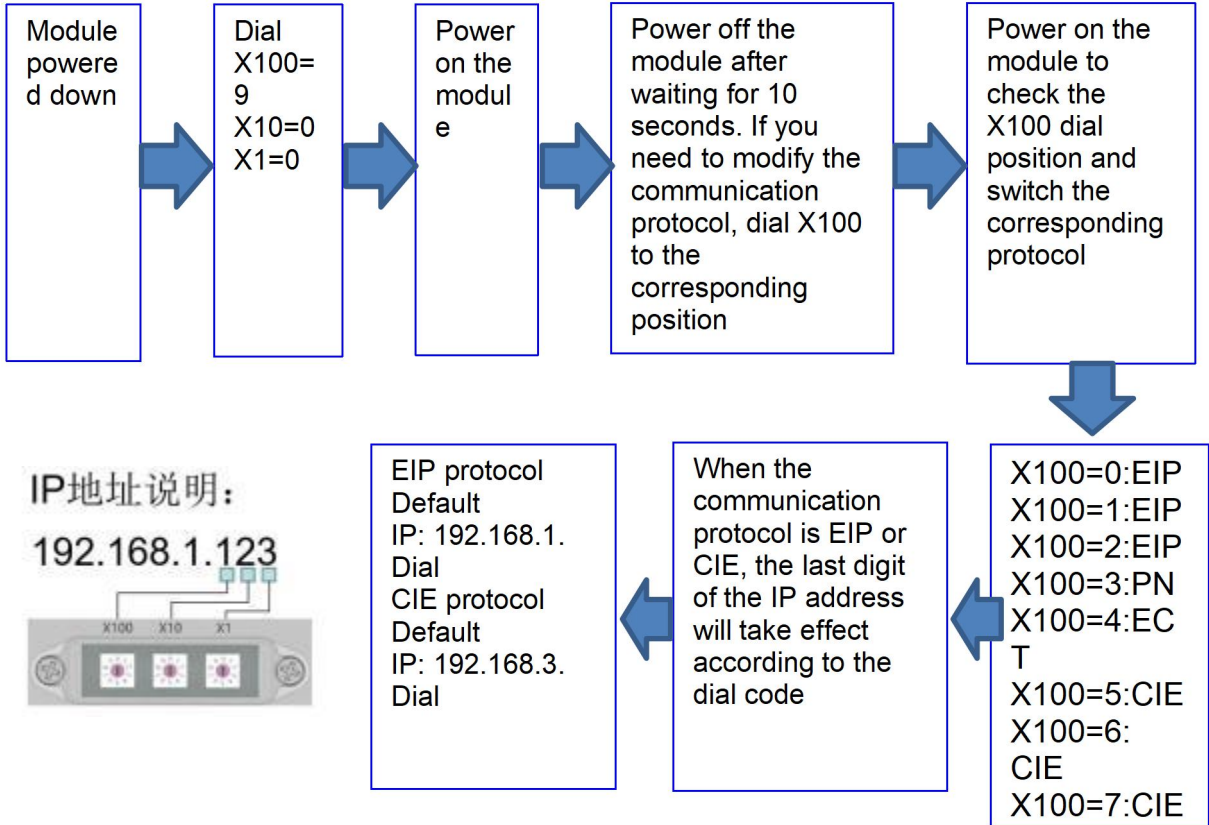 Module
powere
d down
Dial
X100=
9
X10=0
X1=0
Power
on the
modul
e
Power off the
module after
waiting for 10
seconds. If you
need to modify the
communication
protocol, dial X100
to the
corresponding
position
Power on the
module to
check the
X100 dial
position and
switch the
corresponding
protocol
X100=0:EIP
X100=1:EIP
X100=2:EIP
X100=3:PN
X100=4:EC
T
X100=5:CIE
X100=6:
CIE
X100=7:CIE
When the
communication
protocol is EIP or
CIE, the last digit
of the IP address
will take effect
according to the
dial code
EIP protocol
Default
IP: 192.168.1.
Dial
CIE protocol
Default
IP: 192.168.3.
Dial
IP地址说明：
192.168.1.123
X100 X10 X1